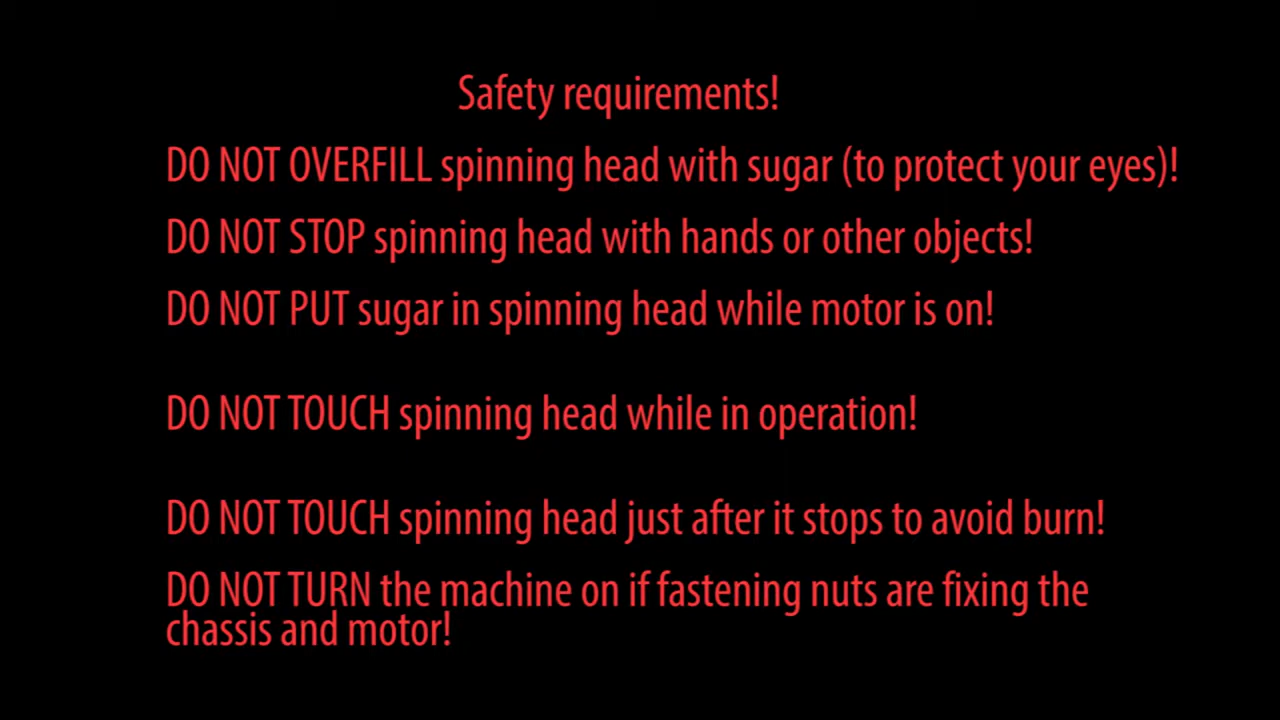 Safety requirements!
DO NOT OVERFILL spinning head with sugar (to protect your eyes)!
DO NOT STOP spinning head with hands or other objects!
DO NOT PUT sugar in spinning head while motor is on!
DO NOT TOUCH spinning head while in operation!
DO NOT TOUCH spinning head just after it stops to avoid burn!
DO NOT TURN the machine on if fastening nuts are fixing the
chassis and motor!